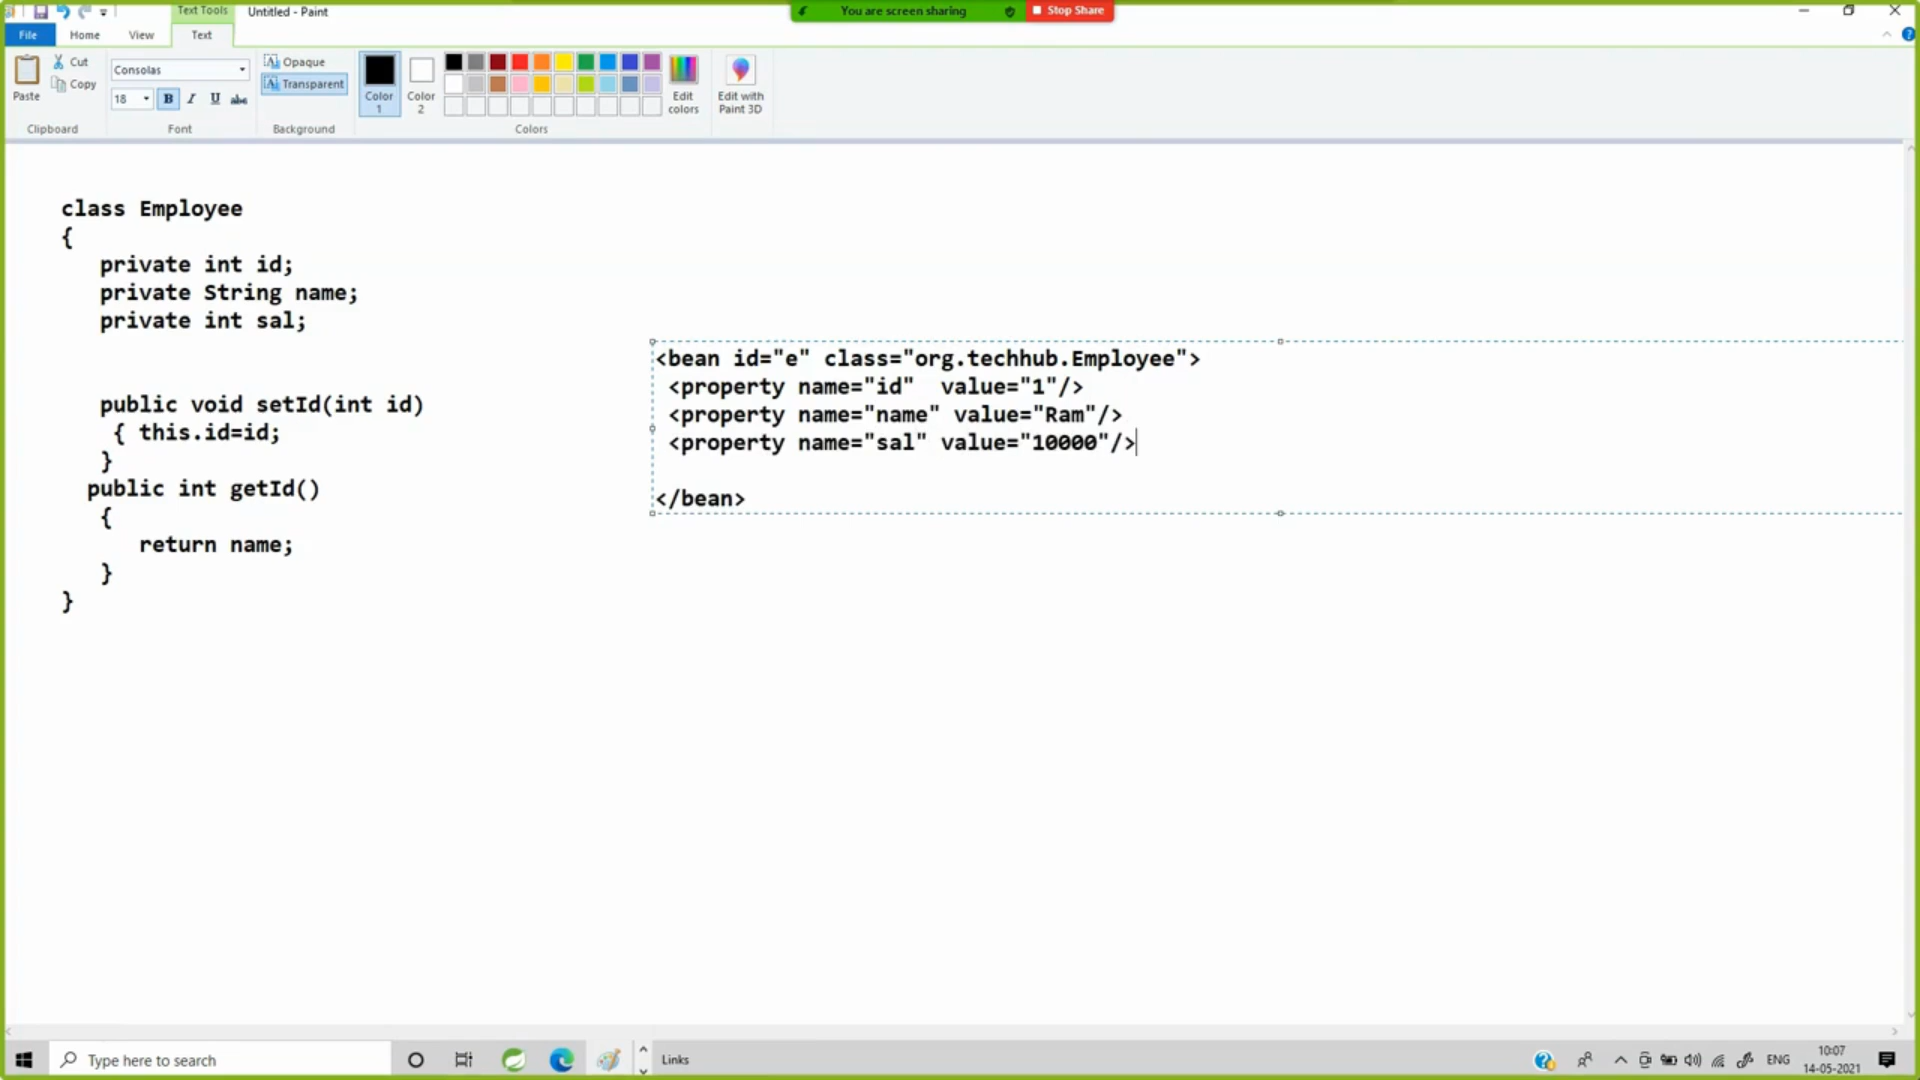 Text Tools
Untitled - Paint
You are screen sharing
Stop Share
File
Home
View
Text
Paste
Cut
Copy
Clipboard
Consolas
18
B
I
U
abc
Font
Opaque
Transparent
Background
Color
1
Color
2
Edit
colors
Colors
Edit with
Paint 3D
class Employee
{
private int id;
private String name;
private int sal;
public void setId(int id)
{ this.id=id;
}
public int getId()
{
return name;
}
}
<bean id="e" class="org.techhub.Employee">
<property name="id"  value="1"/>
<property name="name" value="Ram"/>
<property name="sal" value="10000"/>
</bean>
Type here to search
Links
ENG
10:07
14-05-2021